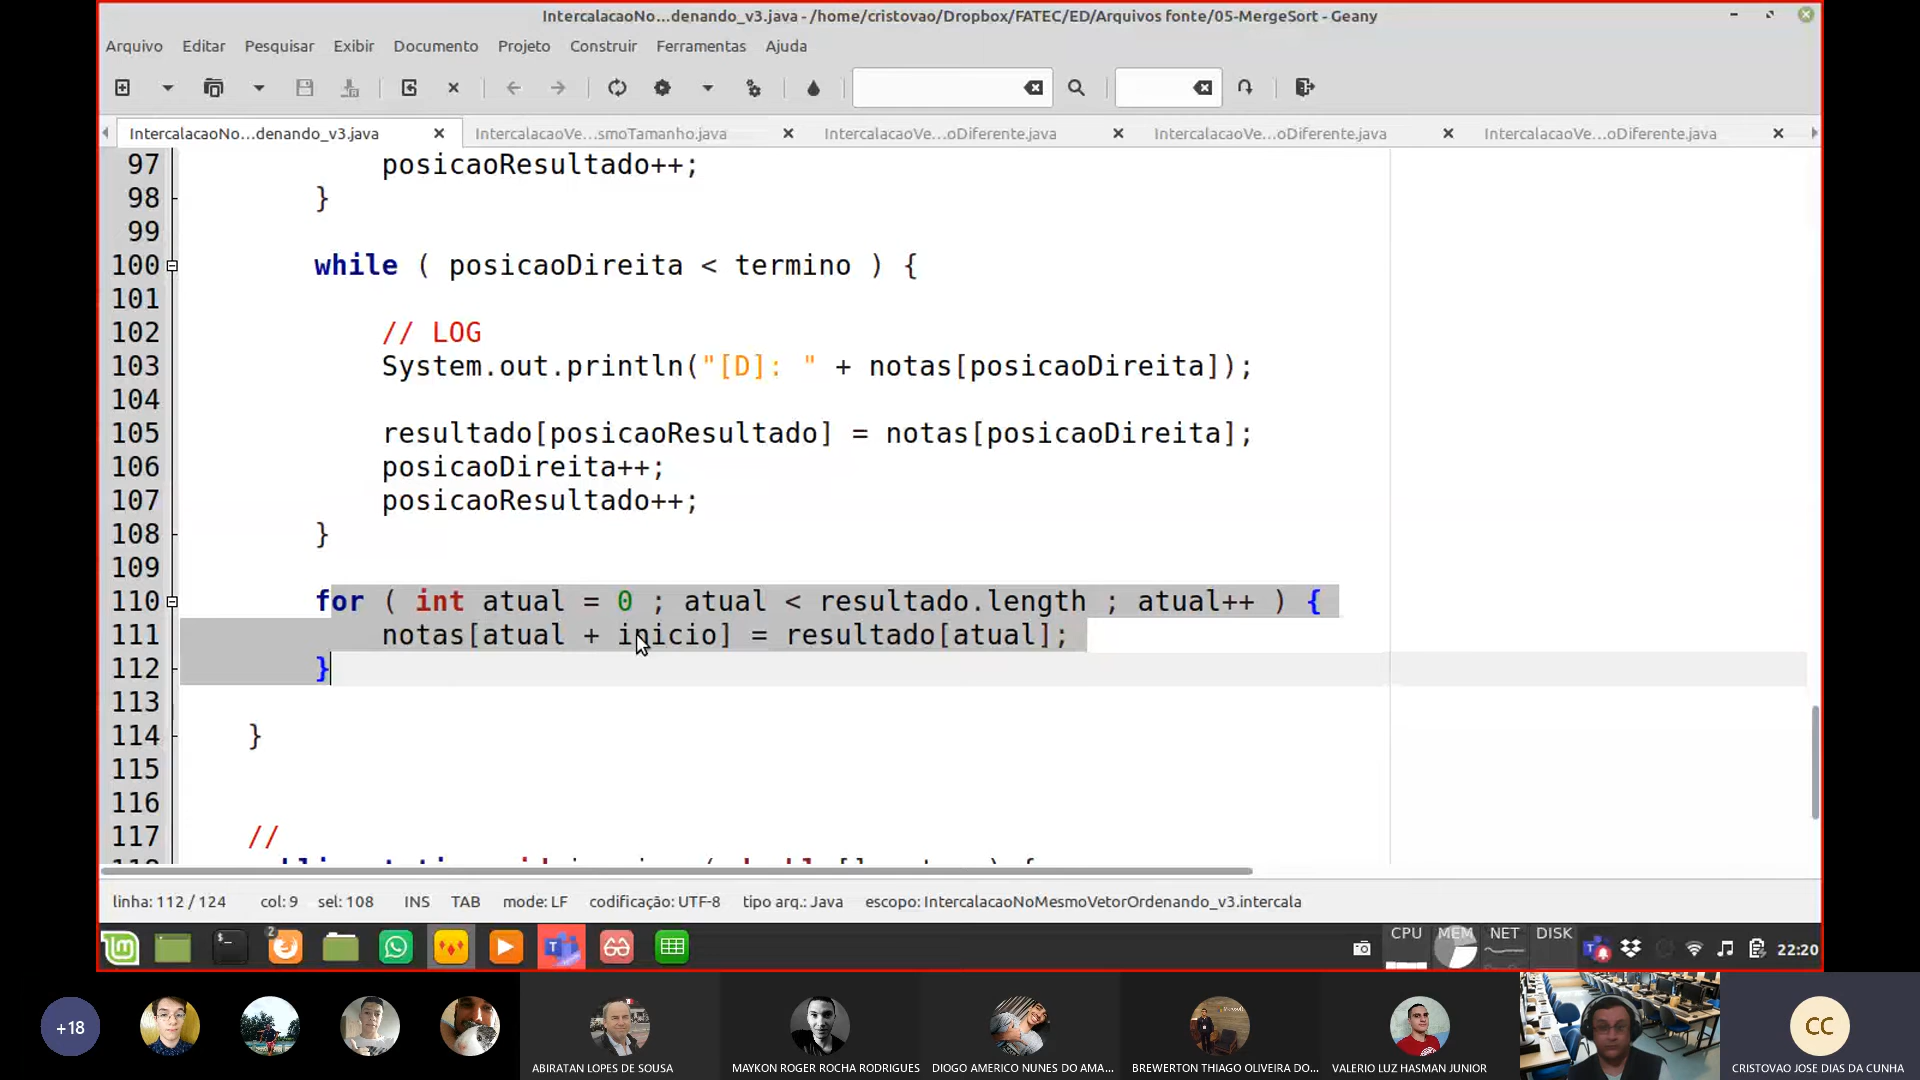 IntercalacaoNo...denando_v3.java - /home/cristovao/Dropbox/FATEC/ED/Arquivos fonte/05-MergeSort - Geany
Arquivo Editar Pesquisar Exibir Documento Projeto Construir Ferramentas Ajuda
IntercalacaoNo...denando_v3.java IntercalacaoVe...smoTamanho.java IntercalacaoVe...oDiferente.java IntercalacaoVe...oDiferente.java IntercalacaoVe...oDiferente.java
97 posicaoResultado++;
98 }
99
100 while ( posicaoDireita < termino ) {
101
102 // LOG
103 System.out.println("[D]: " + notas[posicaoDireita]);
104
105 resultado[posicaoResultado] = notas[posicaoDireita];
106 posicaoDireita++;
107 posicaoResultado++;
108 }
109
110 for ( int atual = 0 ; atual < resultado.length ; atual++ ) {
111 notas[atual + inicio] = resultado[atual];
112 }
113
114 }
115
116
117 //
linha: 112 / 124 col: 9 sel: 108 INS TAB mode: LF codificação: UTF-8 tipo arq.: Java escopo: IntercalacaoNoMesmoVetorOrdenando_v3.intercala
2 CPU MEM NET DISK 22:20
+18 CC
ABIRATAN LOPES DE SOUSA MAYKON ROGER ROCHA RODRIGUES DIOGO AMERICO NUNES DO AMA... BREWERTON THIAGO OLIVEIRA DO... VALERIO LUZ HASMAN JUNIOR CRISTOVAO JOSE DIAS DA CUNHA